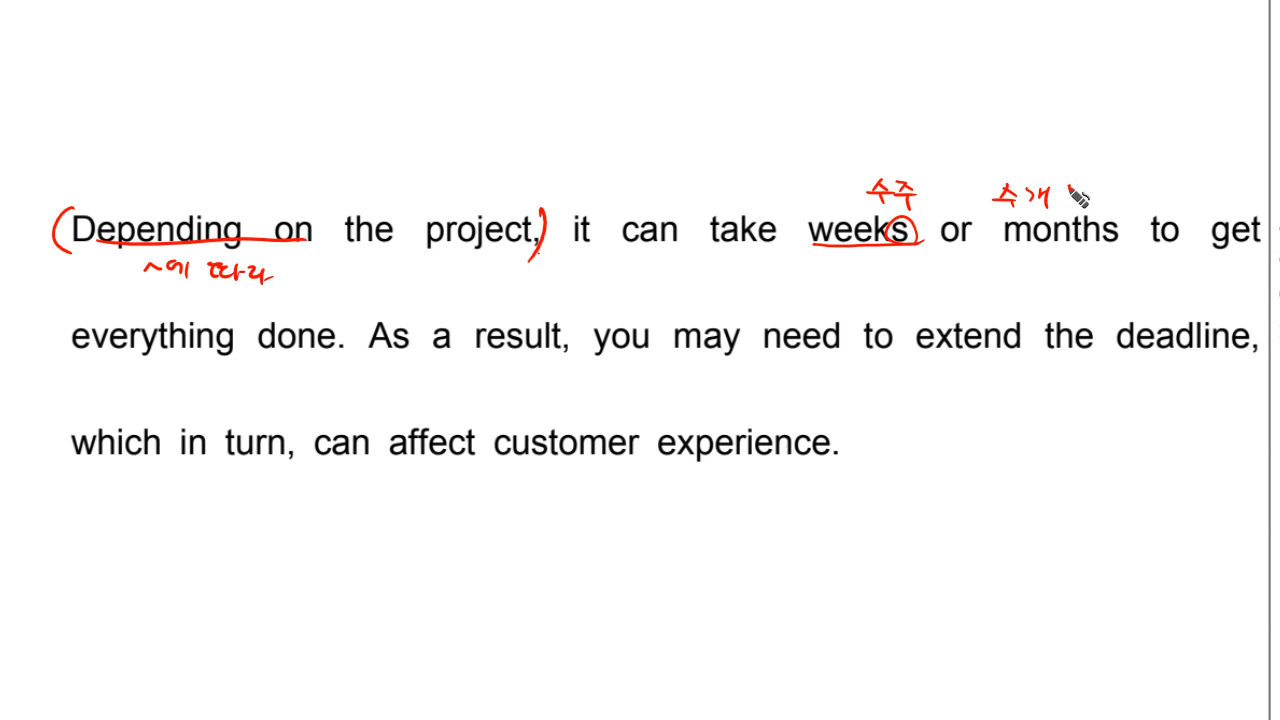 수주 수개
(Depending on the project,) it can take weeks or months to get
~에 따라
everything done. As a result, you may need to extend the deadline,
which in turn, can affect customer experience.